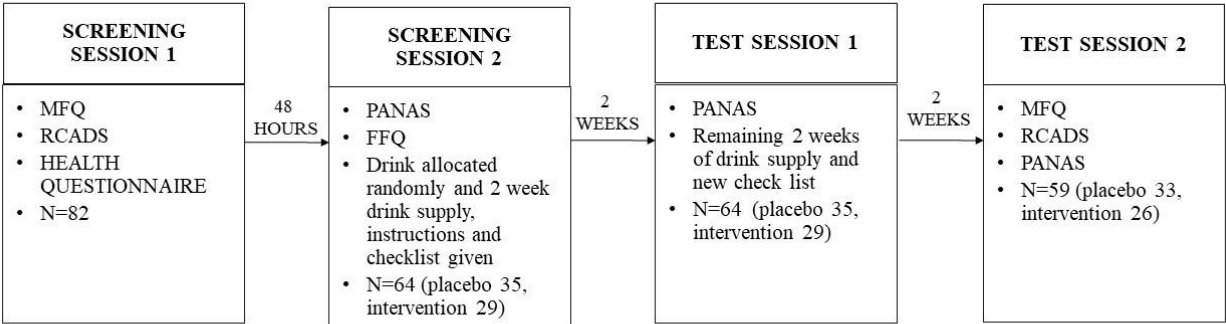 SCREENING
SESSION 1
• MFQ
• RCADS
• HEALTH
QUESTIONNAIRE
• N=82
48
HOURS
SCREENING
SESSION 2
• PANAS
• FFQ
• Drink allocated
randomly and 2 week
drink supply,
instructions and
checklist given
• N=64 (placebo 35,
intervention 29)
2
WEEKS
TEST SESSION 1
• PANAS
• Remaining 2 weeks
of drink supply and
new check list
• N=64 (placebo 35,
intervention 29)
2
WEEKS
TEST SESSION 2
• MFQ
• RCADS
• PANAS
• N=59 (placebo 33,
intervention 26)